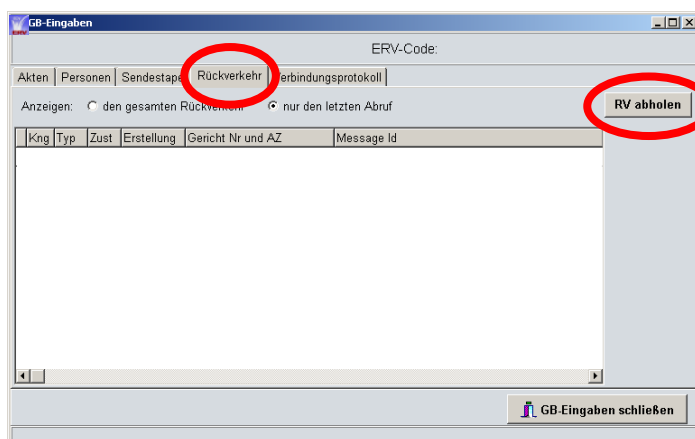 GB-Eingaben
ERV-Code:
Akten Personen Sendestape Rückverkehr erbindungsprotokoll
Anzeigen: den gesamten Rückverkehr nur den letzten Abruf RV abholen
Kng Typ Zust Erstellung Gericht Nr und AZ Message Id
GB-Eingaben schließen